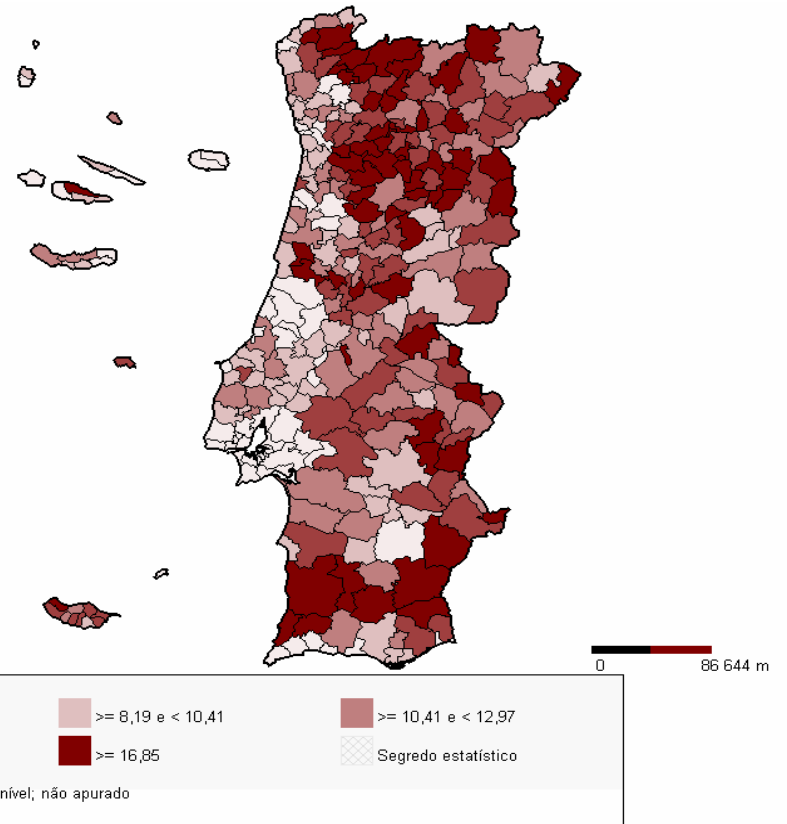 0 86 644 m
>= 8,19 e < 10,41 >= 10,41 e < 12,97
>= 16,85 Segredo estatístico
nível; não apurado